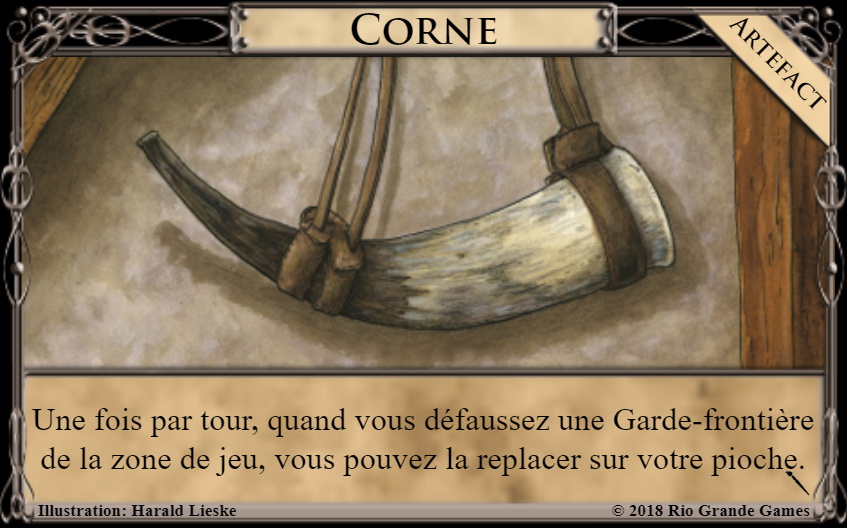 Corne
Artefact
Une fois par tour, quand vous défaussez une Garde-frontière
de la zone de jeu, vous pouvez la replacer sur votre pioche.
Illustration: Harald Lieske
© 2018 Rio Grande Games